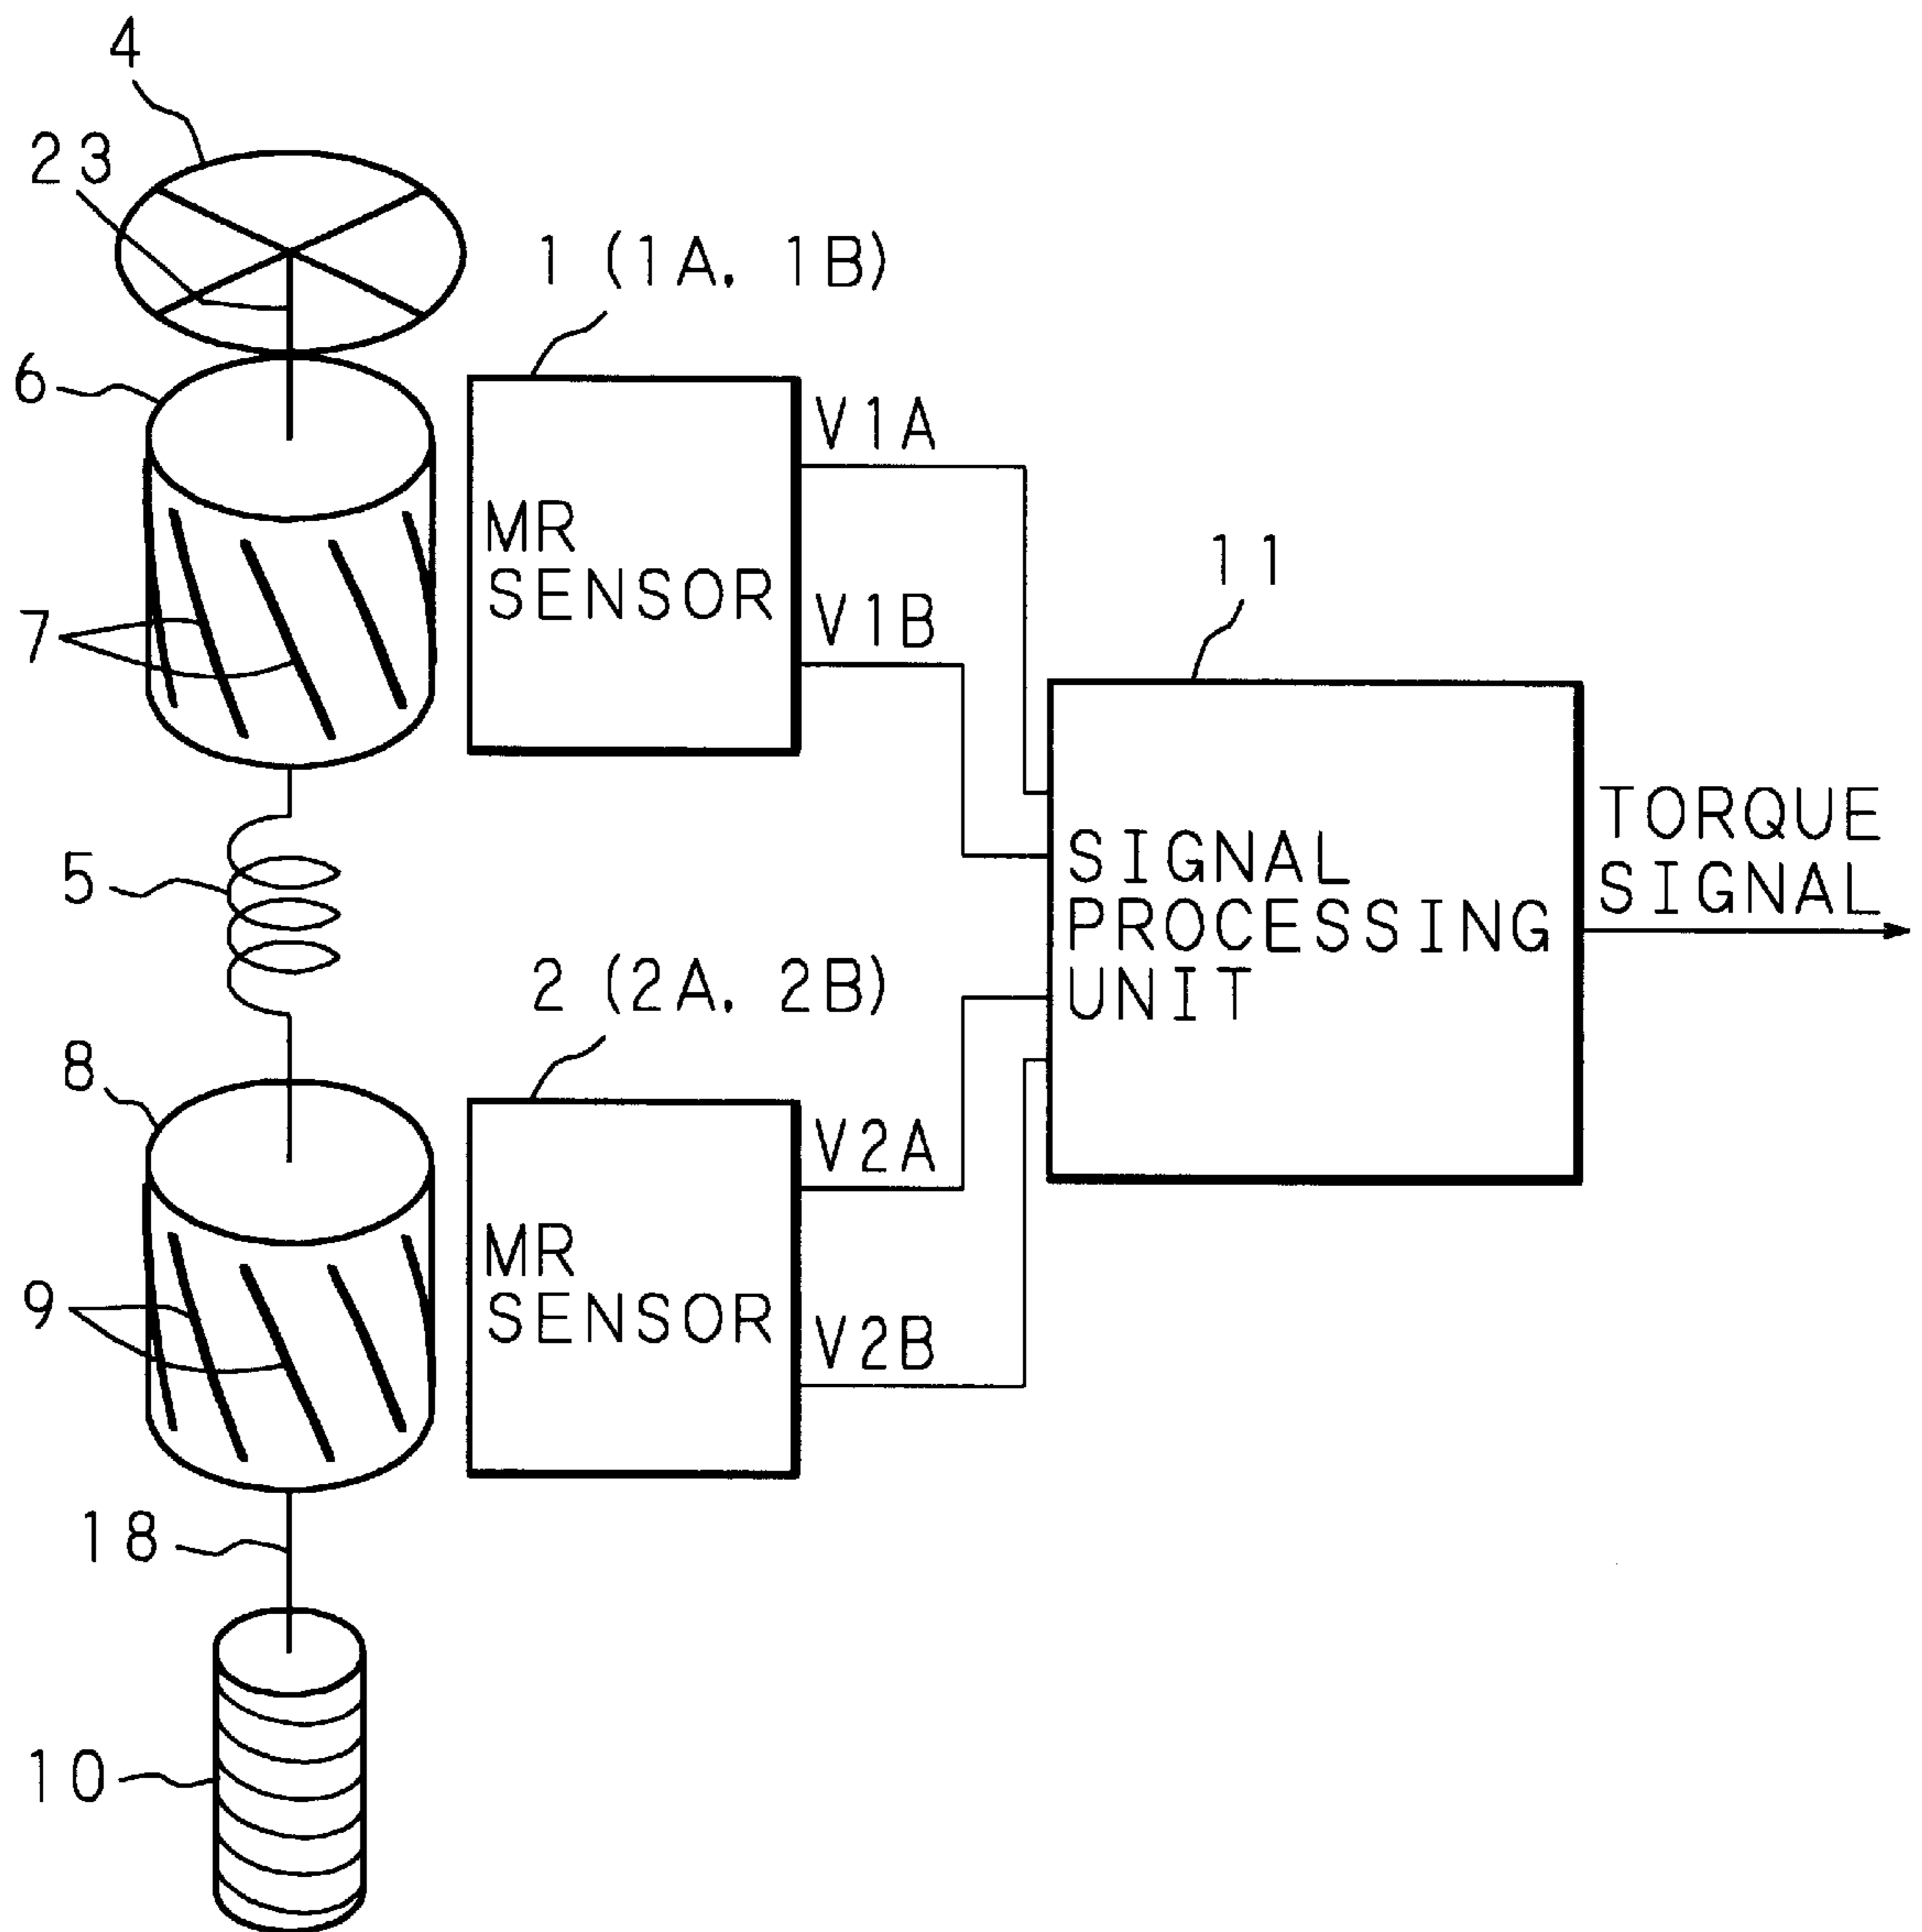 4
23
1 (1A, 1B)
6
V1A
MR
SENSOR
11
V1B
7
TORQUE
SIGNAL
SIGNAL
PROCESSING
UNIT
5
2 (2A, 2B)
8
V2A
MR
SENSOR
9
V2B
18
10